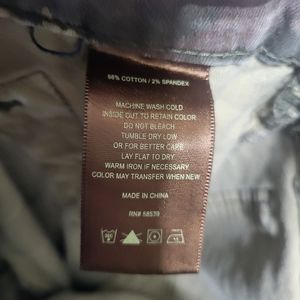 98% COTTON / 2% SPANDEX
MACHINE WASH COLD
INSIDE OUT TO RETAIN COLOR
DO NOT BLEACH
TUMBLE DRY LOW
OR FOR BETTER CARE
LAY FLAT TO DRY
WARM IRON IF NECESSARY
COLOR MAY TRANSFER WHEN NEW
MADE IN CHINA
RN# 58539